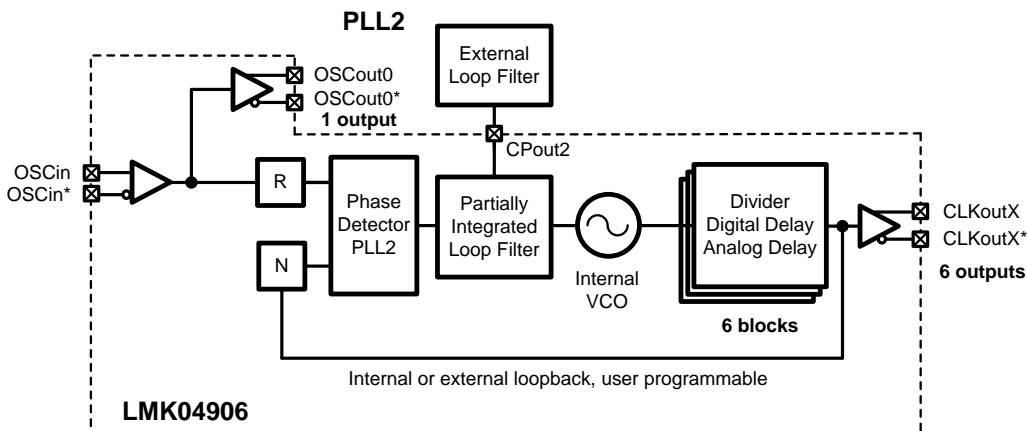 PLL2
External
Loop Filter
OSCout0
OSCout0*
1 output
CPout2
OSCin
OSCin*
R
N
Phase
Detector
PLL2
Partially
Integrated
Loop Filter
Internal
VCO
Divider
Digital Delay
Analog Delay
6 blocks
CLKoutX
CLKoutX*
6 outputs
Internal or external loopback, user programmable
LMK04906